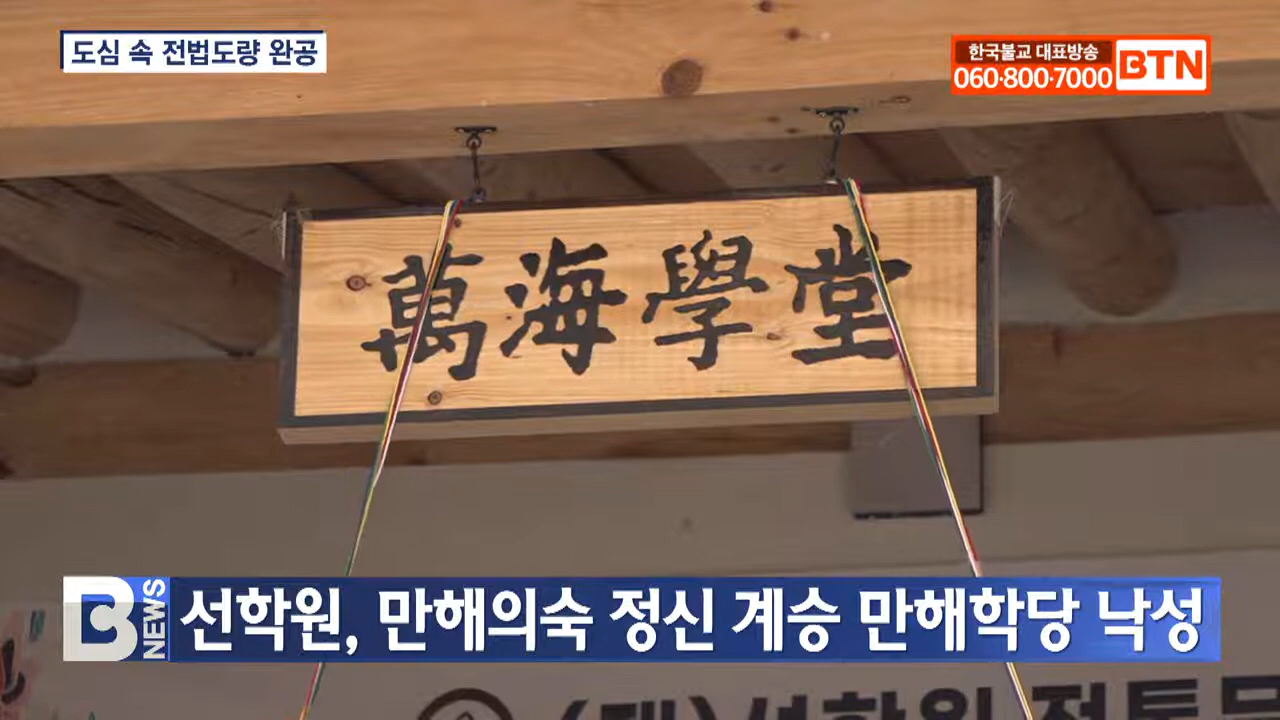 도심 속 전법도량 완공
한국불교 대표방송
060·800·7000
BTN
萬海學堂
NEWS
선학원, 만해의숙 정신 계승 만해학당 낙성